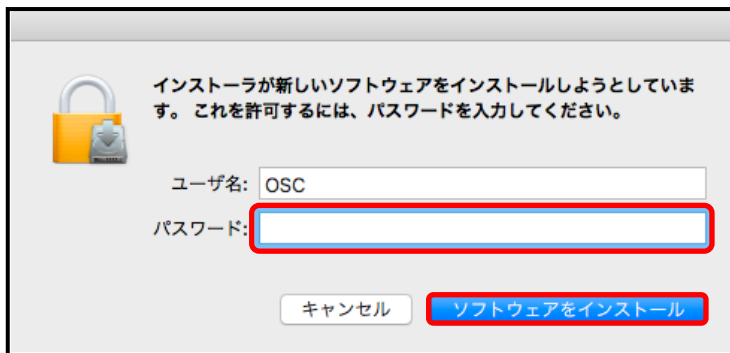 インストーラが新しいソフトウェアをインストールしようとしていま
す。 これを許可するには、パスワードを入力してください。
ユーザ名: OSC
パスワード:
キャンセル ソフトウェアをインストール